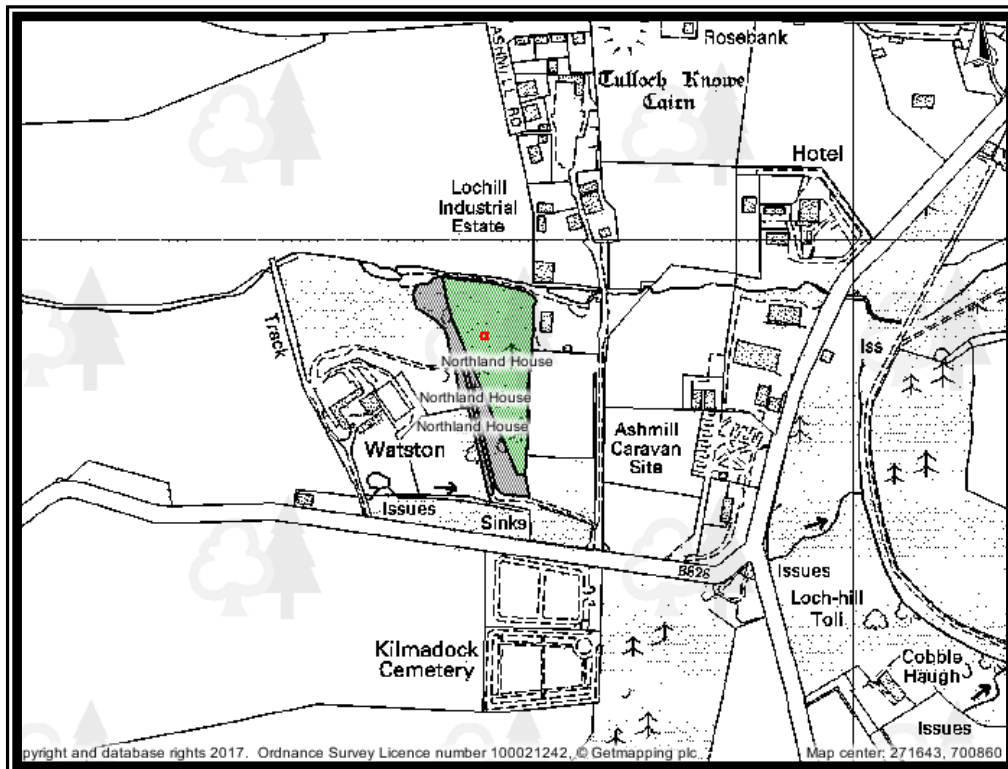 ASHMILL RD
Rosebank
Tulloch Knowe
Cairn
Hotel
Lochill
Industrial
Estate
Track
Iss
Northland House
Northland House
Northland House
Watston
Ashmill
Caravan
Site
Issues
Sinks
B826
Issues
Loch-hill
Toll
Kilmadock
Cemetery
Cobble
Haugh
Issues
pyright and database rights 2017. Ordnance Survey Licence number 100021242, © Getmapping plc.
Map center: 271643, 700860